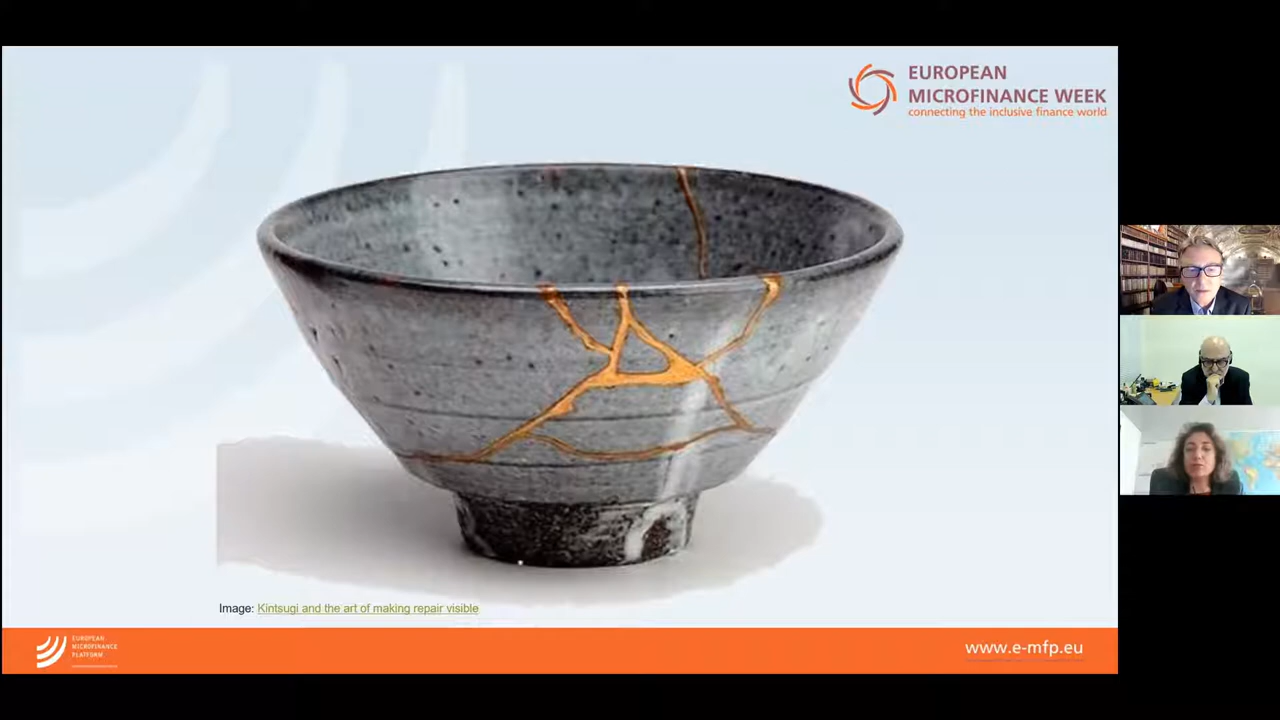 EUROPEAN
MICROFINANCE WEEK
connecting the inclusive finance world
Image: Kintsugi and the art of making repair visible
EUROPEAN
MICROFINANCE
PLATFORM
www.e-mfp.eu